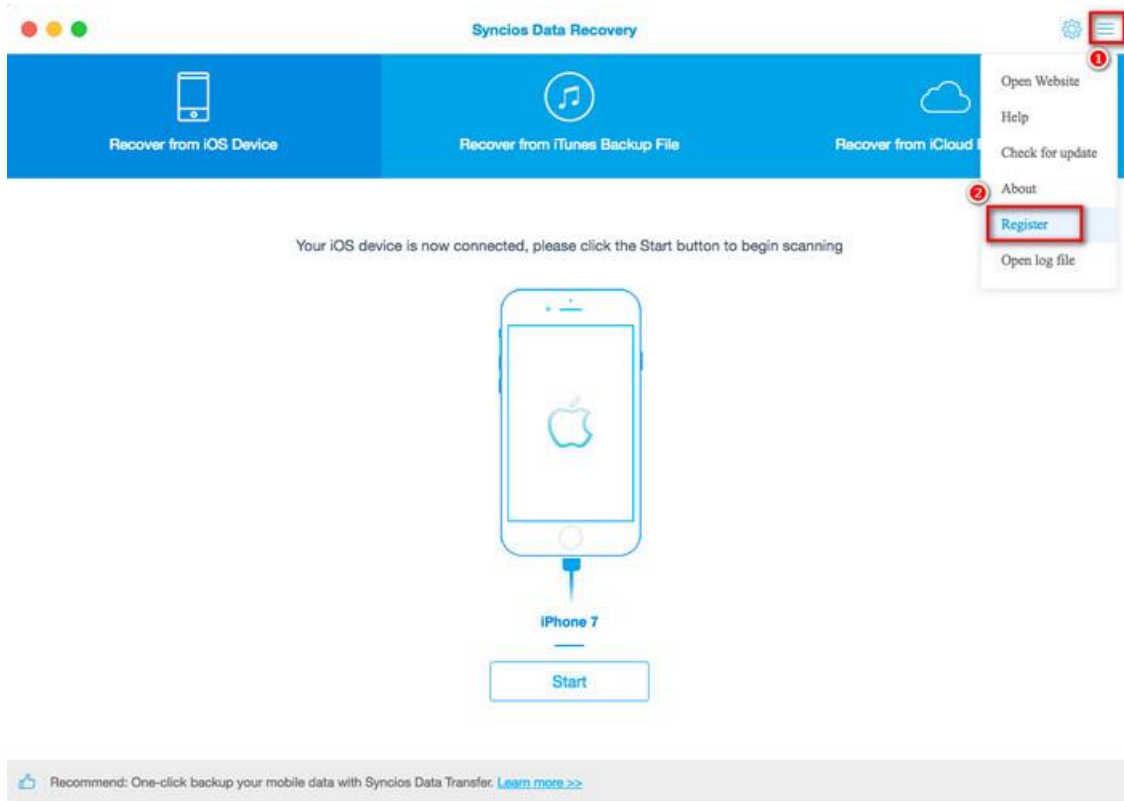 Syncios Data Recovery
1
Recover from iOS Device
Recover from iTunes Backup File
Recover from iCloud
Open Website
Help
Check for update
2
About
Register
Open log file
Your iOS device is now connected, please click the Start button to begin scanning
iPhone 7
Start
Recommend: One-click backup your mobile data with Syncios Data Transfer. Learn more >>